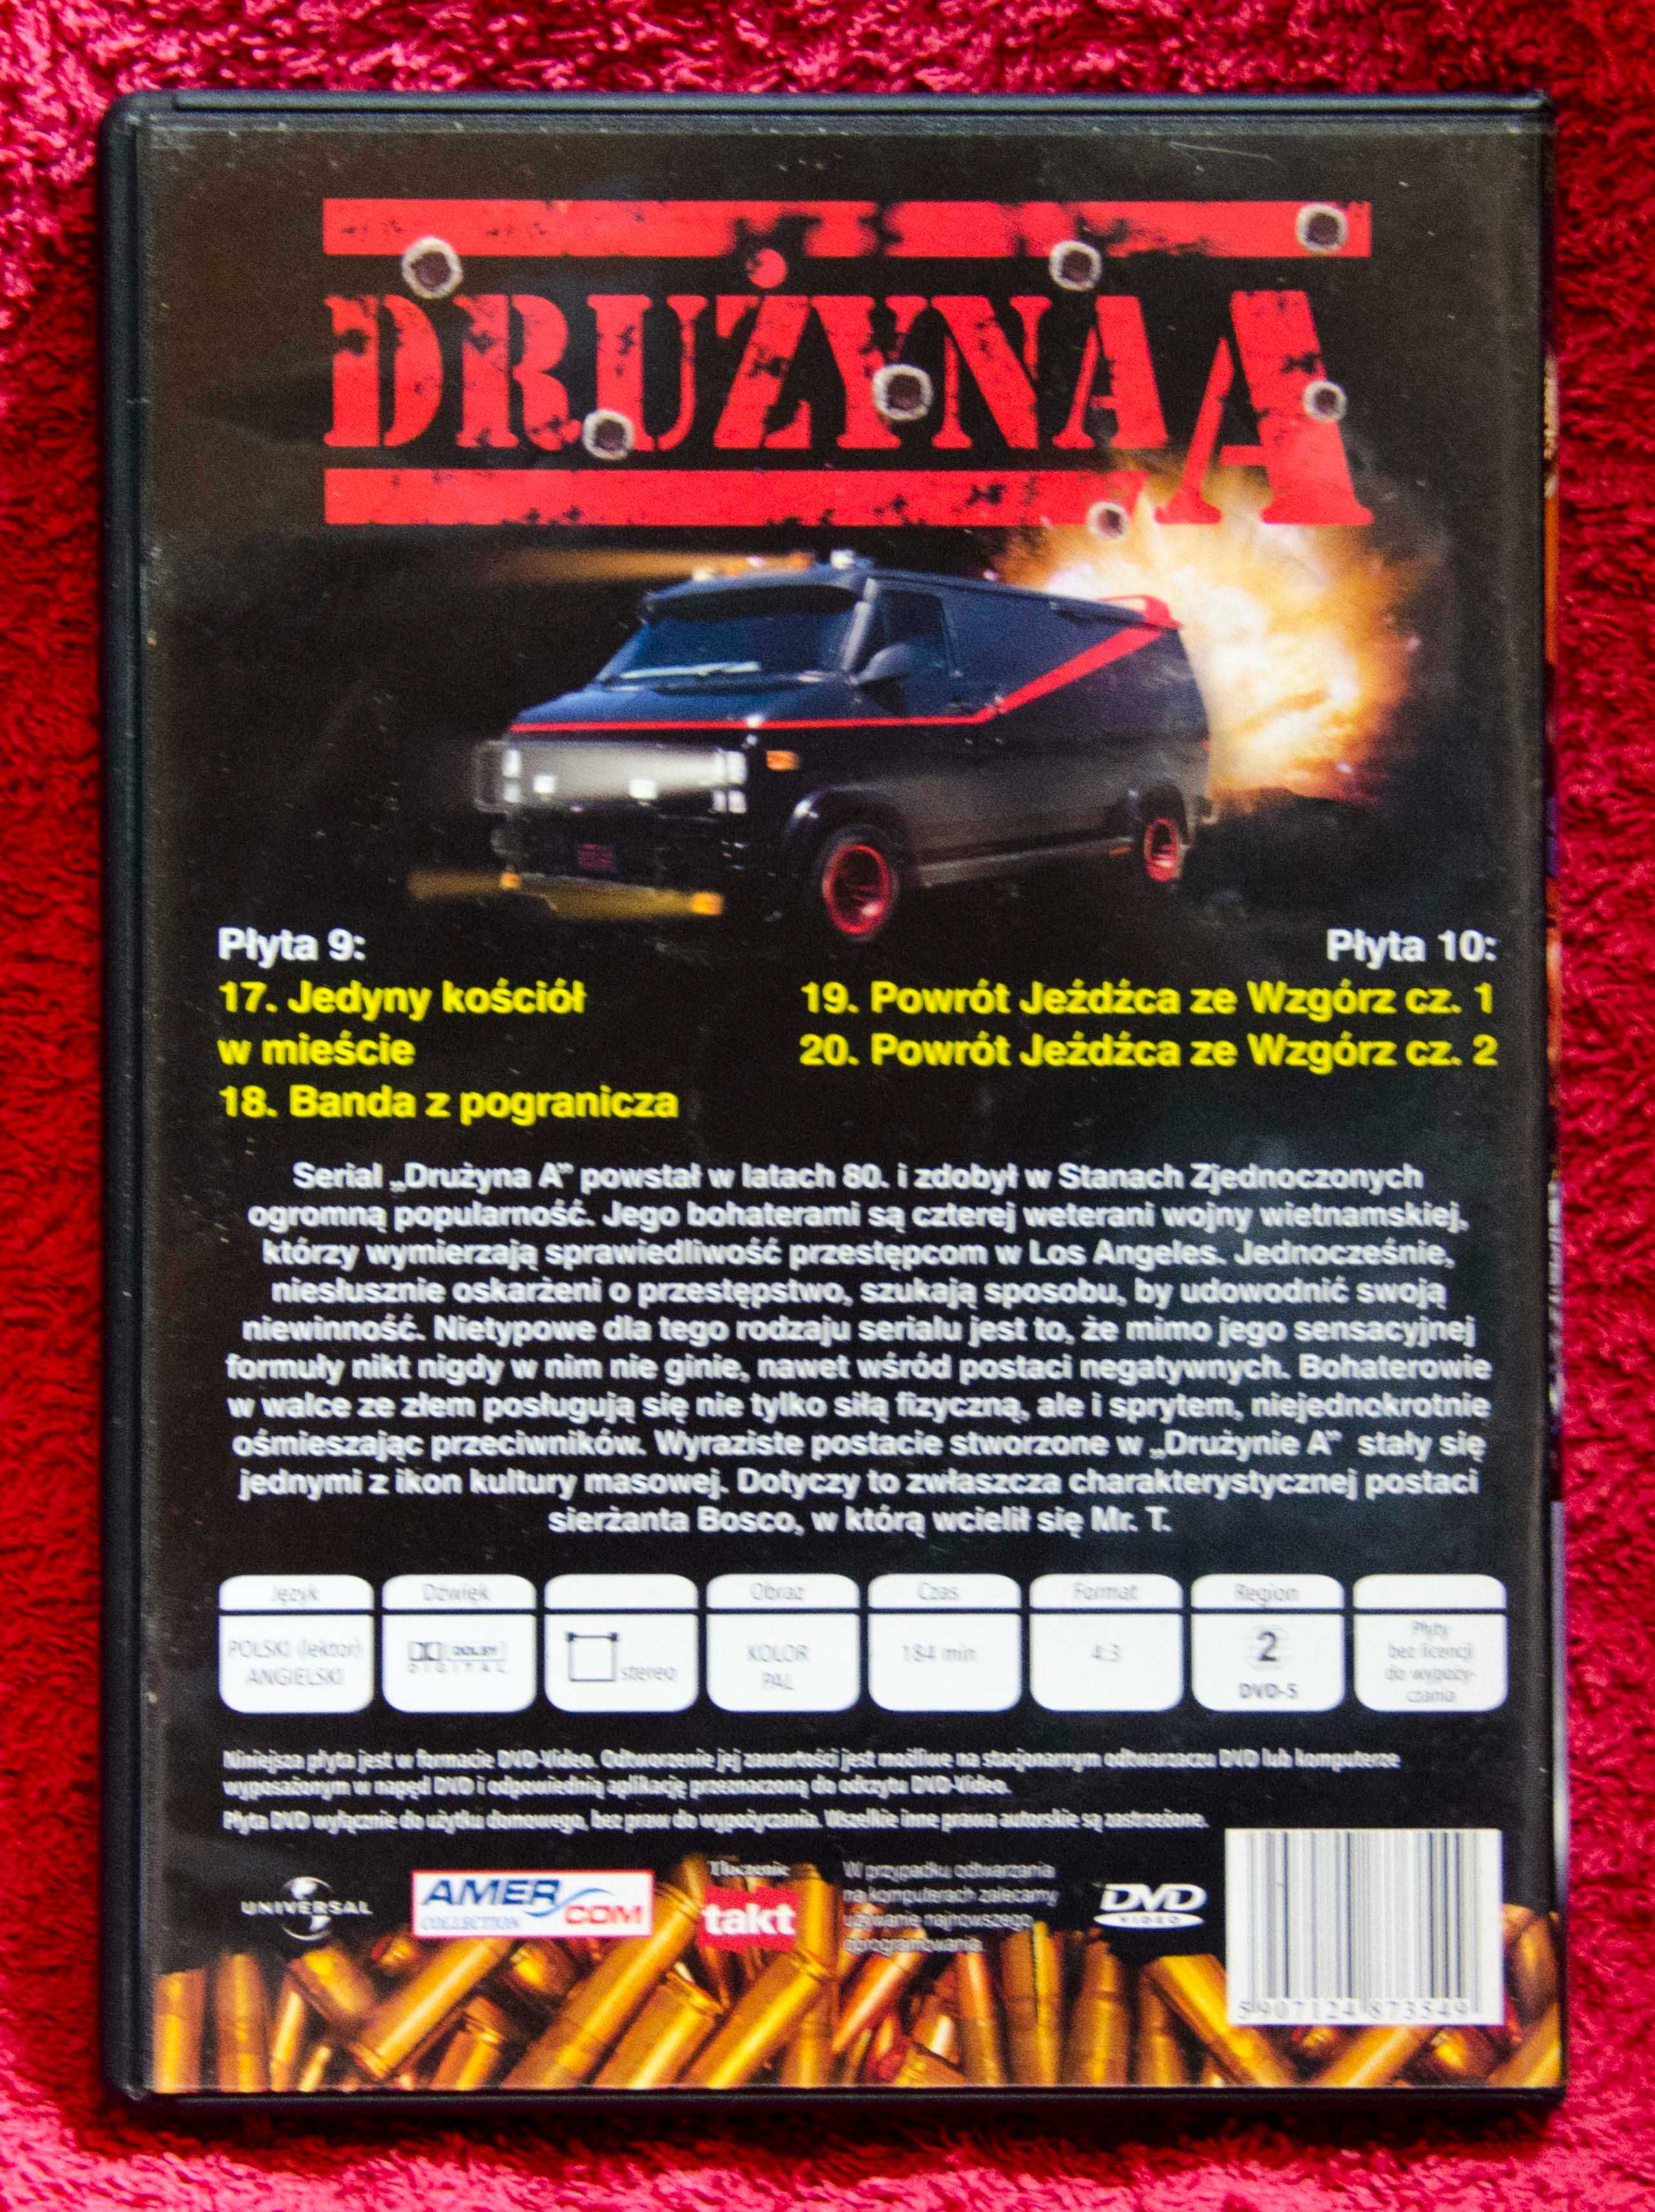 DRUŻYNA A
Płyta 9:
17. Jedyny kościół
w mieście
18. Banda z pogranicza
Płyta 10:
19. Powrót Jeźdźca ze Wzgórz cz. 1
20. Powrót Jeźdźca ze Wzgórz cz. 2
Serial „Drużyna A” powstał w latach 80. i zdobył w Stanach Zjednoczonych
ogromną popularność. Jego bohaterami są czterej weterani wojny wietnamskiej,
którzy wymierzają sprawiedliwość przestępcom w Los Angeles. Jednocześnie,
niesłusznie oskarżeni o przestępstwo, szukają sposobu, by udowodnić swoją
niewinność. Nietypowe dla tego rodzaju serialu jest to, że mimo jego sensacyjnej
formuły nikt nigdy w nim nie ginie, nawet wśród postaci negatywnych. Bohaterowie
w walce ze złem posługują się nie tylko siłą fizyczną, ale i sprytem, niejednokrotnie
ośmieszając przeciwników. Wyraziste postacie stworzone w „Drużynie A” stały się
jednymi z ikon kultury masowej. Dotyczy to zwłaszcza charakterystycznej postaci
sierżanta Bosco, w którą wcielił się Mr. T.
Język
POLSKI (lektor)
ANGIELSKI
Dźwięk
DOLBY
DIGITAL
stereo
Obraz
KOLOR
PAL
Czas
184 min
Format
4:3
Region
2
DVD-5
Płyty
bez licencji
do wypoży-
czania
Niniejsza płyta jest w formacie DVD-Video. Odtworzenie jej zawartości jest możliwe na stacjonarnym odtwarzaczu DVD lub komputerze
wyposażonym w napęd DVD i odpowiednią aplikację przeznaczoną do odczytu DVD-Video.
Płyta DVD wyłącznie do użytku domowego, bez praw do wypożyczania. Wszelkie inne prawa autorskie są zastrzeżone.
UNIVERSAL
AMER COM
COLLECTION
Tłoczenie
takt
W przypadku odtwarzania
na komputerach zalecamy
używanie najnowszego
oprogramowania.
DVD
VIDEO
5 907124 873549